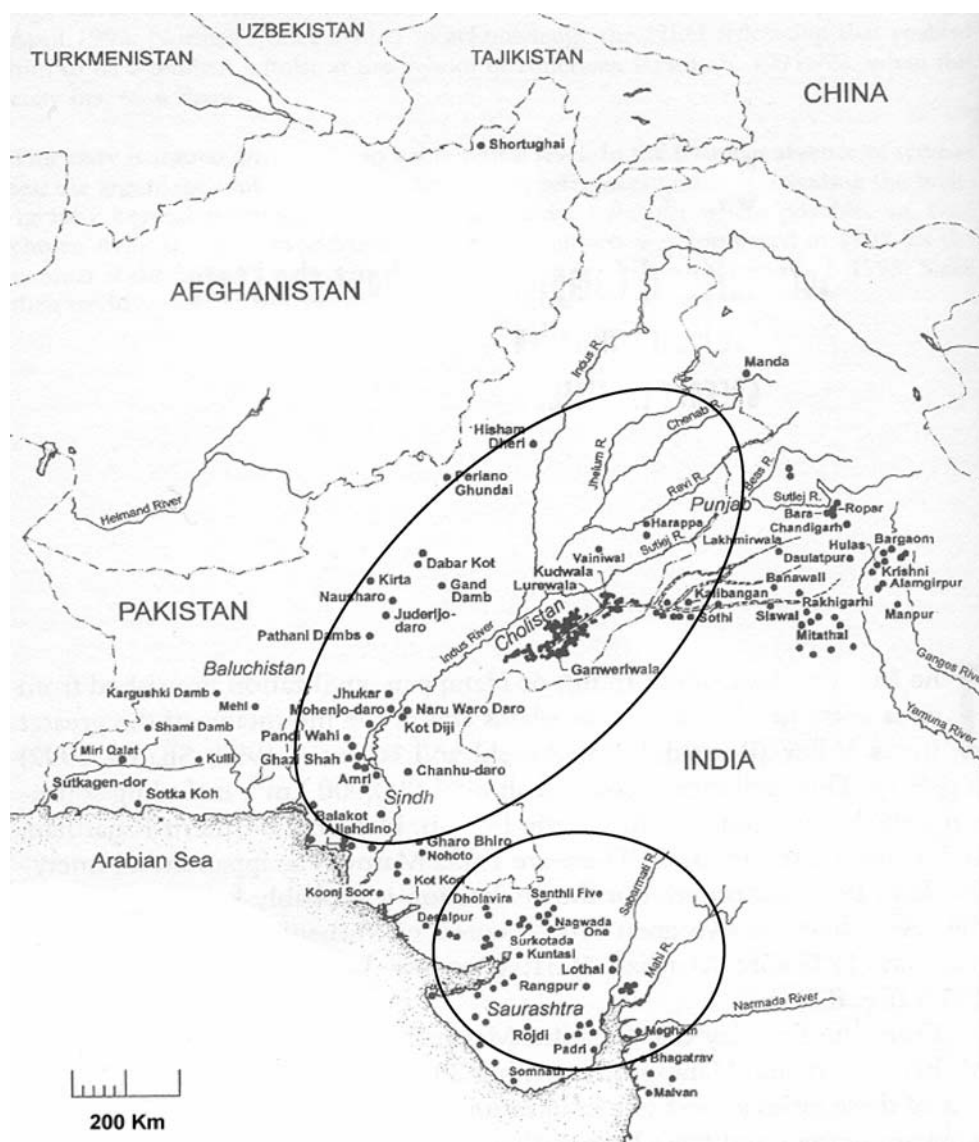 UZBEKISTAN
TURKMENISTAN
TAJIKISTAN
CHINA
Shortughai
AFGHANISTAN
Indus R.
Manda
Chenab R.
Hisham
Dheri
Jhelum R.
Periano
Ghundai
Ravi R.
Beas R.
Helmand River
Punjab
Sutlej R.
Bara
Ropar
Harappa
Chandigarh
Sutlej R.
Lakhmirwala
Hulas
Bargaom
Vainiwal
Daulatpur
Dabar Kot
Kudwala
Krishni
Kirta
Gand
Damb
Lurewala
Banawali
Alamgirpur
Nausharo
Kalibangan
Juderijo-
daro
Cholistan
Rakhigarhi
Manpur
PAKISTAN
Sothi
Siswal
Pathani Dambs
Indus River
Mitathal
Baluchistan
Ganweriwala
Ganges River
Kargushki Damb
Jhukar
Mehl
Mohenjo-daro
Naru Waro Daro
Yamuna River
Shami Damb
Kot Diji
Pandi Wahi
Miri Qalat
Kulli
Ghazi Shah
Chanhu-daro
INDIA
Amri
Sutkagen-dor
Sotka Koh
Sindh
Balakot
Allahdino
Gharo Bhiro
Arabian Sea
Nohoto
Sabarmati R.
Kot Kori
Koonj Soor
Dholavira
Santhli Five
Desalpur
Nagwada
One
Surkotada
Kuntasi
Mahi R.
Lothal
Rangpur
Narmada River
Saurashtra
Rojdi
Megham
Padri
Bhagatrav
Somnath
Malvan
200 Km